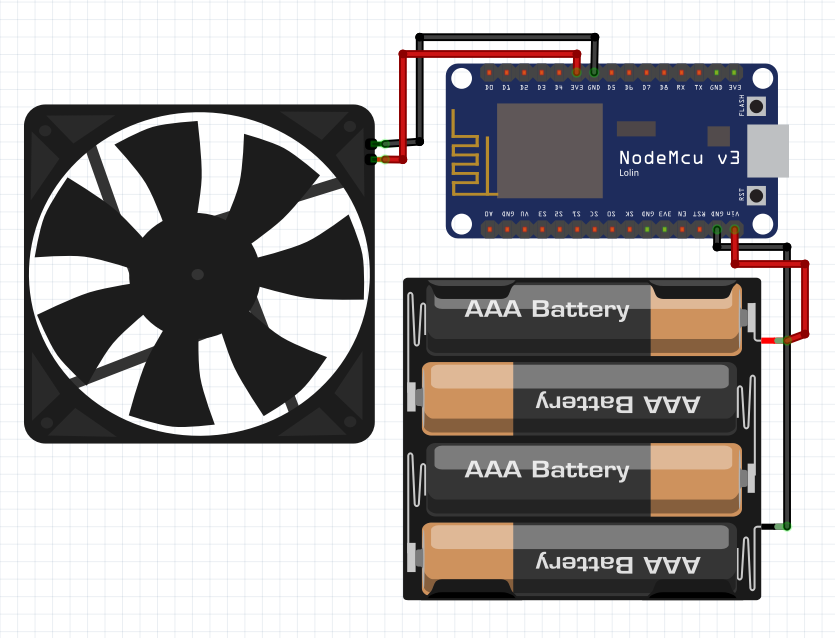 D0 D1 D2 D3 D4 3V3 GND D5 D6 D7 D8 RX TX GND 3V3
FLASH
NodeMcu v3
Lolin
RST
A0 GND VU S3 S2 S1 SC S0 SK GND 3V3 EN RST GND Vin
AAA Battery
AAA Battery
AAA Battery
AAA Battery